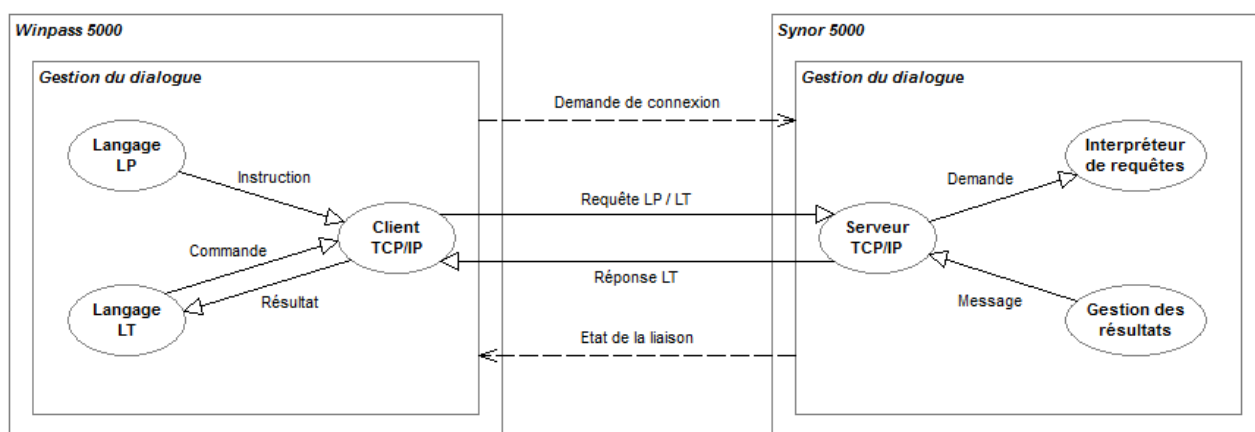 Winpass 5000
Gestion du dialogue
Langage
LP
Instruction
Client
TCP/IP
Commande
Résultat
Langage
LT
Demande de connexion
Requête LP / LT
Réponse LT
Etat de la liaison
Synor 5000
Gestion du dialogue
Interpréteur
de requêtes
Demande
Serveur
TCP/IP
Message
Gestion des
résultats